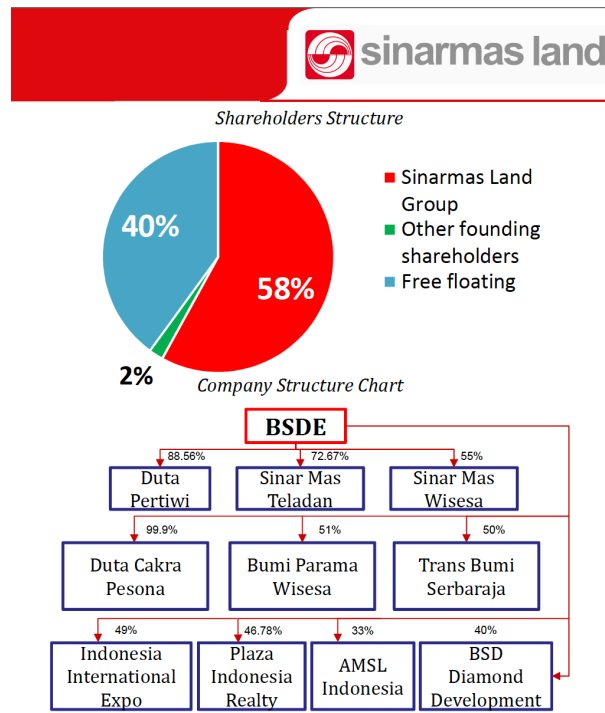 sinarmas land
Shareholders Structure
40%
58%
2%
Sinarmas Land
Group
Other founding
shareholders
Free floating
Company Structure Chart
BSDE
88.56%
72.67%
55%
Duta
Pertiwi
Sinar Mas
Teladan
Sinar Mas
Wisesa
99.9%
51%
50%
Duta Cakra
Pesona
Bumi Parama
Wisesa
Trans Bumi
Serbaraja
49%
46.78%
33%
40%
Indonesia
International
Expo
Plaza
Indonesia
Realty
AMSL
Indonesia
BSD
Diamond
Development